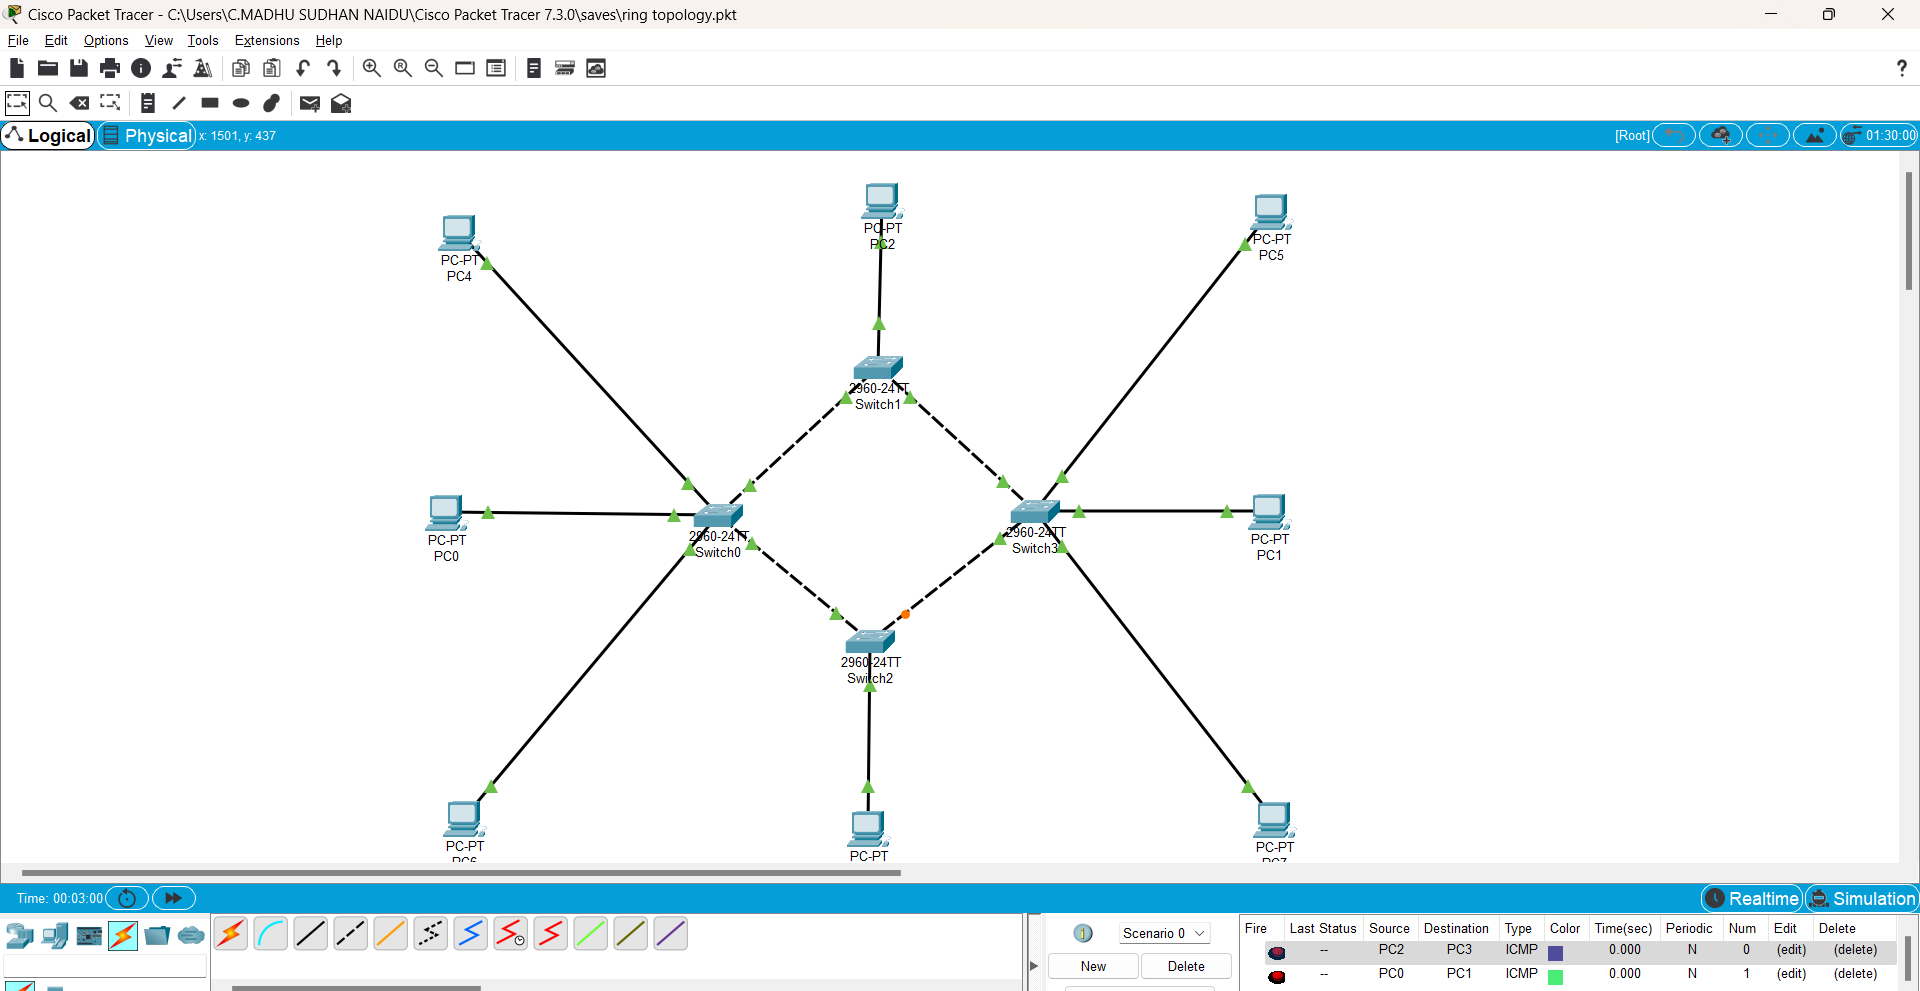 Cisco Packet Tracer - C:\Users\C.MADHU SUDHAN NAIDU\Cisco Packet Tracer 7.3.0\saves\ring topology.pkt
File Edit Options View Tools Extensions Help
?
Logical Physical x: 1501, y: 437 [Root] 01:30:00
PC-PT
PC2
PC-PT
PC5
PC-PT
PC4
2960-24TT
Switch1
PC-PT
PC0
2960-24TT
Switch0
2960-24TT
Switch3
PC-PT
PC1
2960-24TT
Switch2
PC-PT
PC6
PC-PT
PC-PT
PC7
Time: 00:03:00 Realtime Simulation
1 Scenario 0
New Delete
Fire Last Status Source Destination Type Color Time(sec) Periodic Num Edit Delete
-- PC2 PC3 ICMP 0.000 N 0 (edit) (delete)
-- PC0 PC1 ICMP 0.000 N 1 (edit) (delete)